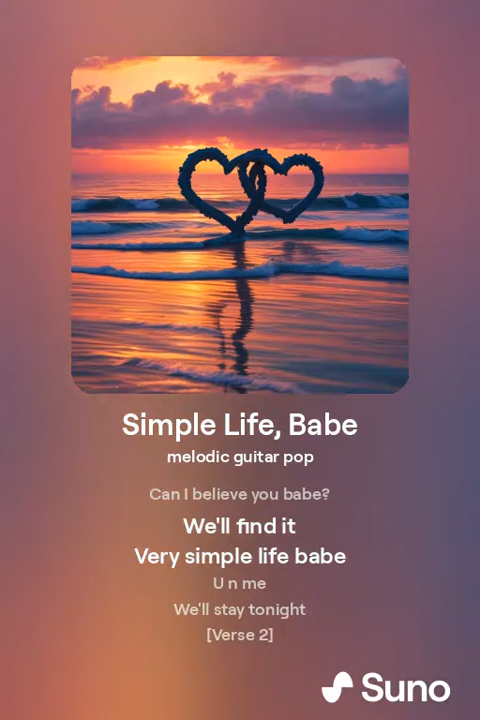 Simple Life, Babe
melodic guitar pop
Can I believe you babe?
We'll find it
Very simple life babe
U n me
We'll stay tonight
[Verse 2]
Suno